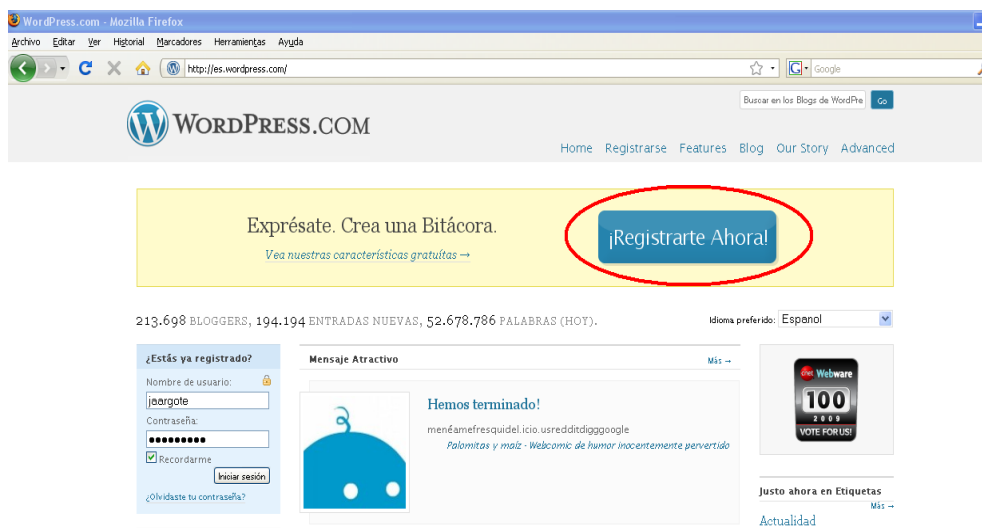 WordPress.com - Mozilla Firefox
Archivo Editar Ver Historial Marcadores Herramientas Ayuda
http://es.wordpress.com/
G Google
Buscar en los Blogs de WordPre Go
WORDPRESS.COM
Home Registrarse Features Blog Our Story Advanced
Exprésate. Crea una Bitácora.
¡Registrarte Ahora!
Vea nuestras características gratuítas →
213.698 BLOGGERS, 194.194 ENTRADAS NUEVAS, 52.678.786 PALABRAS (HOY).
Idioma preferido: Espanol
¿Estás ya registrado?
Nombre de usuario:
jaargote
Contraseña:
●●●●●●●●●
Recordarme
Iniciar sesión
¿Olvidaste tu contraseña?
Mensaje Atractivo Más →
Hemos terminado!
menéamefresquidel.icio.usredditdigggoogle
Palomitas y maíz - Webcomic de humor inocentemente pervertido
cnet Webware
100
2009
VOTE FOR US!
Justo ahora en Etiquetas
Más →
Actualidad